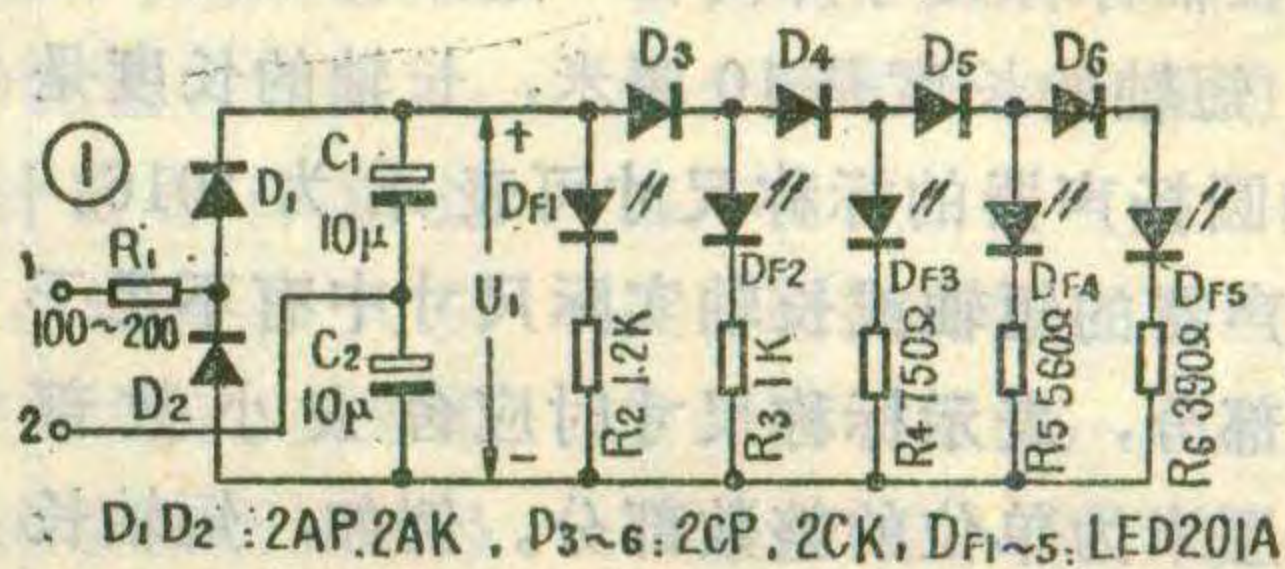 D3 D4 D5 D6
①
C1
D1
+
10μ
DF1
R1
DF2
DF3
DF4
DF5
1
U1
100~200
C2
R2 1.2K
R3 1K
R4 750Ω
R5 560Ω
R6 390Ω
D2
10μ
2
−
D1 D2:2AP.2AK，D3~6:2CP.2CK，DF1~5:LED201A